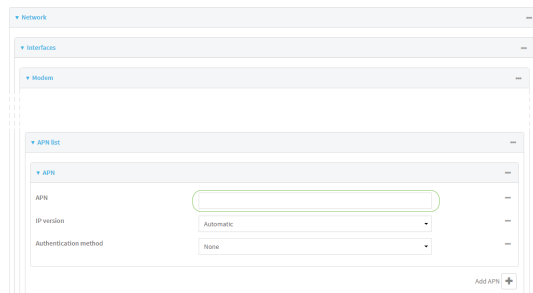 Network
Interfaces
Modem
APN list
APN
APN
IP version
Automatic
Authentication method
None
Add APN